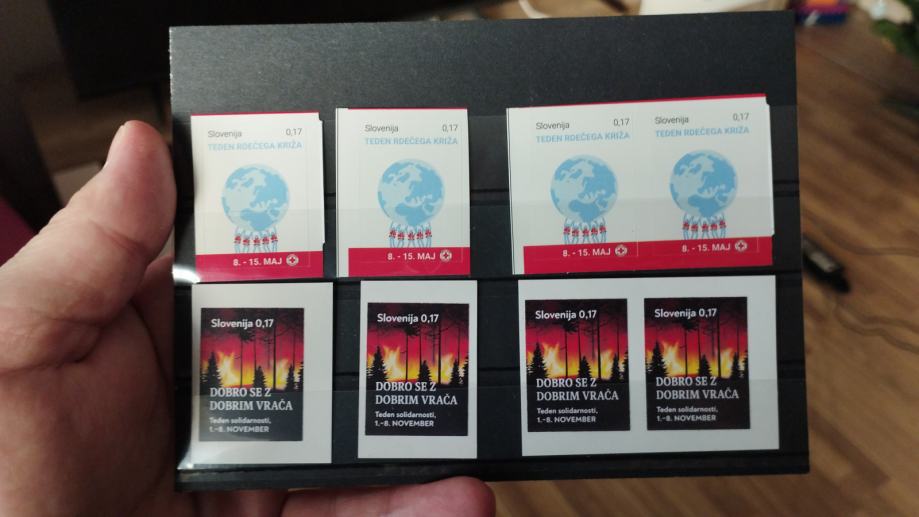 Slovenija 0,17
TEDEN RDEČEGA KRIŽA
8. - 15. MAJ
Slovenija 0,17
TEDEN RDEČEGA KRIŽA
8. - 15. MAJ
Slovenija 0,17
TEDEN RDEČEGA KRIŽA
8. - 15. MAJ
Slovenija 0,17
TEDEN RDEČEGA KRIŽA
8. - 15. MAJ
Slovenija 0,17
DOBRO SE Z
DOBRIM VRAČA
Teden solidarnosti,
1.–8. NOVEMBER
Slovenija 0,17
DOBRO SE Z
DOBRIM VRAČA
Teden solidarnosti,
1.–8. NOVEMBER
Slovenija 0,17
DOBRO SE Z
DOBRIM VRAČA
Teden solidarnosti,
1.–8. NOVEMBER
Slovenija 0,17
DOBRO SE Z
DOBRIM VRAČA
Teden solidarnosti,
1.–8. NOVEMBER